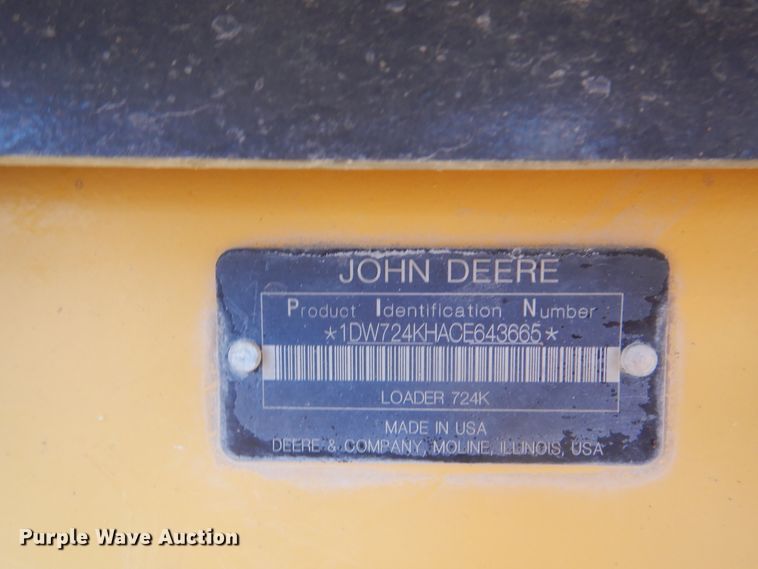 JOHN DEERE
Product Identification Number
*1DW724KHACE643665*
LOADER 724K
MADE IN USA
DEERE & COMPANY, MOLINE, ILLINOIS, USA
Purple Wave Auction